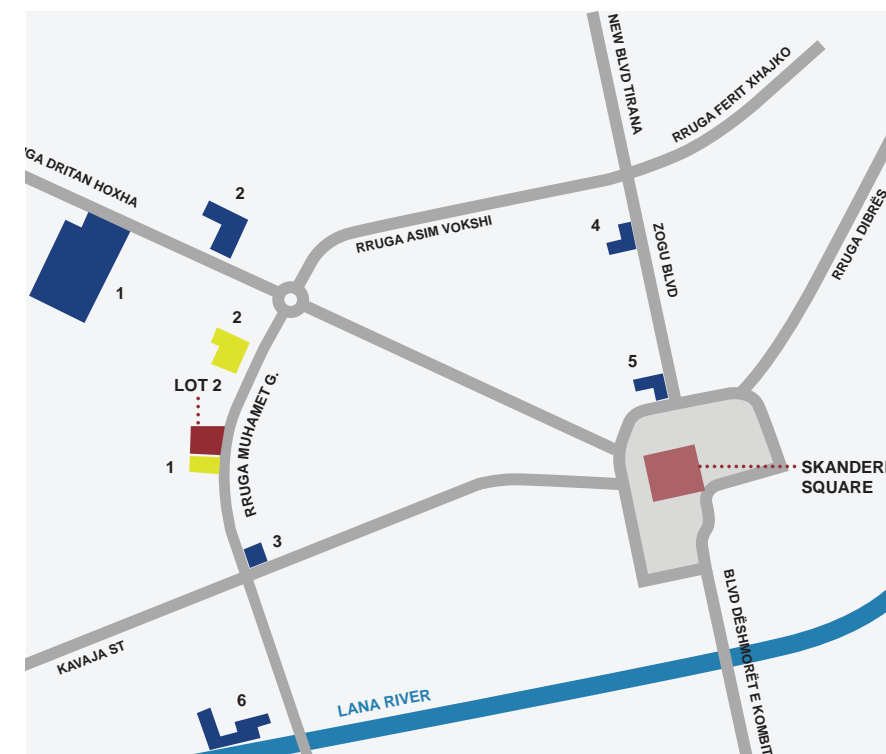 NEW BLVD TIRANA
RRUGA FERIT XHAJKO
GA DRITAN HOXHA
2
RRUGA DIBRËS
RRUGA ASIM VOKSHI
4
ZOGU BLVD
1
2
5
LOT 2
RRUGA MUHAMET G.
1
SKANDER
SQUARE
3
BLVD DËSHMORËT E KOMBIT
KAVAJA ST
LANA RIVER
6